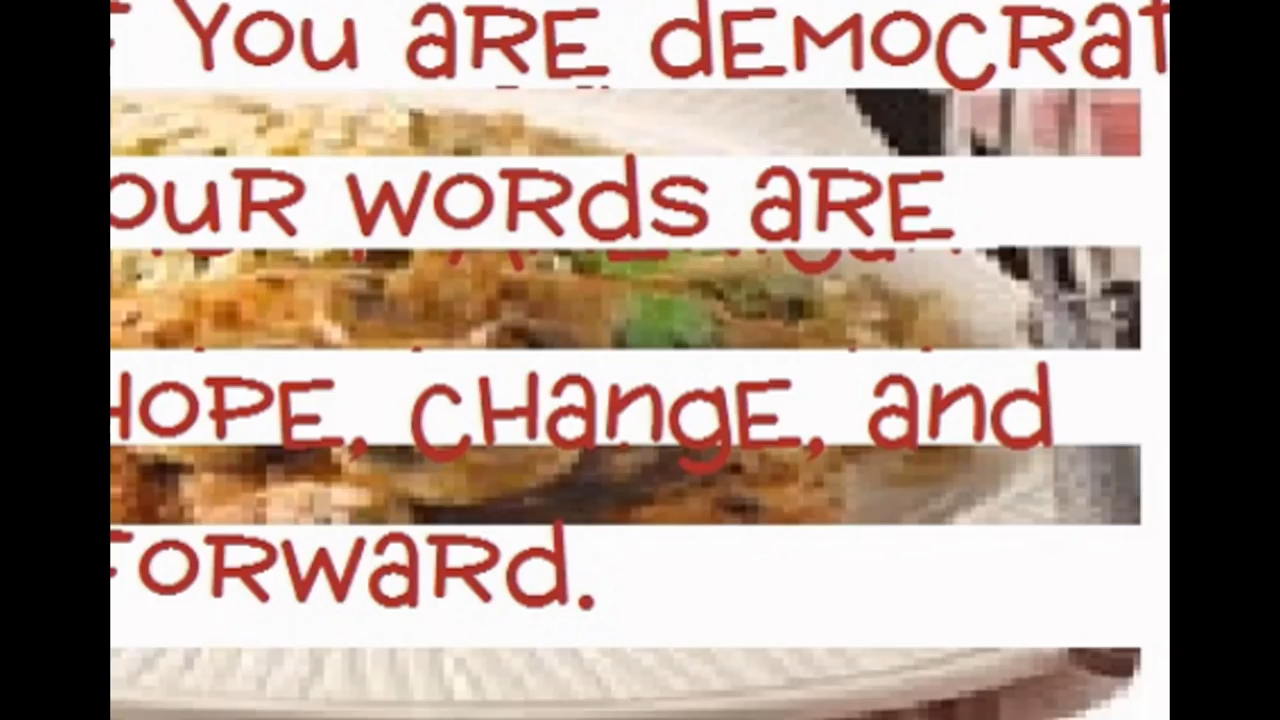 You aRE dEMOCRat
OUR WORds aRE
HOPE, CHangE, and
FORWaRd.